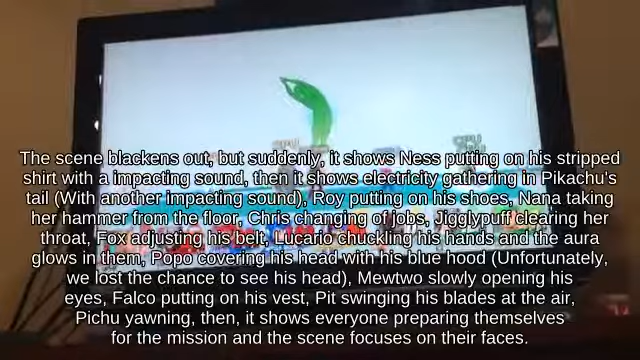 The scene blackens out, but suddenly, it shows Ness putting on his stripped
shirt with a impacting sound, then it shows electricity gathering in Pikachu's
tail (With another impacting sound), Roy putting on his shoes, Nana taking
her hammer from the floor, Chris changing of jobs, Jigglypuff clearing her
throat, Fox adjusting his belt, Lucario chuckling his hands and the aura
glows in them, Popo covering his head with his blue hood (Unfortunately,
we lost the chance to see his head), Mewtwo slowly opening his
eyes, Falco putting on his vest, Pit swinging his blades at the air,
Pichu yawning, then, it shows everyone preparing themselves
for the mission and the scene focuses on their faces.